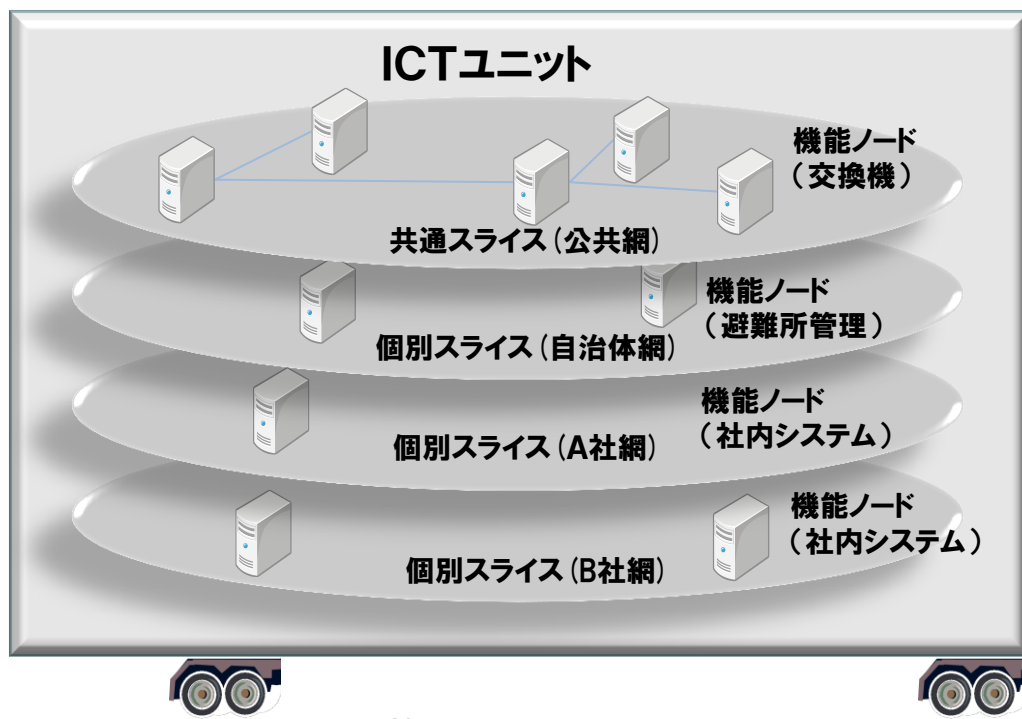 ICTユニット
機能ノード
（交換機）
共通スライス（公共網）
機能ノード
（避難所管理）
個別スライス（自治体網）
機能ノード
（社内システム）
個別スライス（A社網）
機能ノード
（社内システム）
個別スライス（B社網）